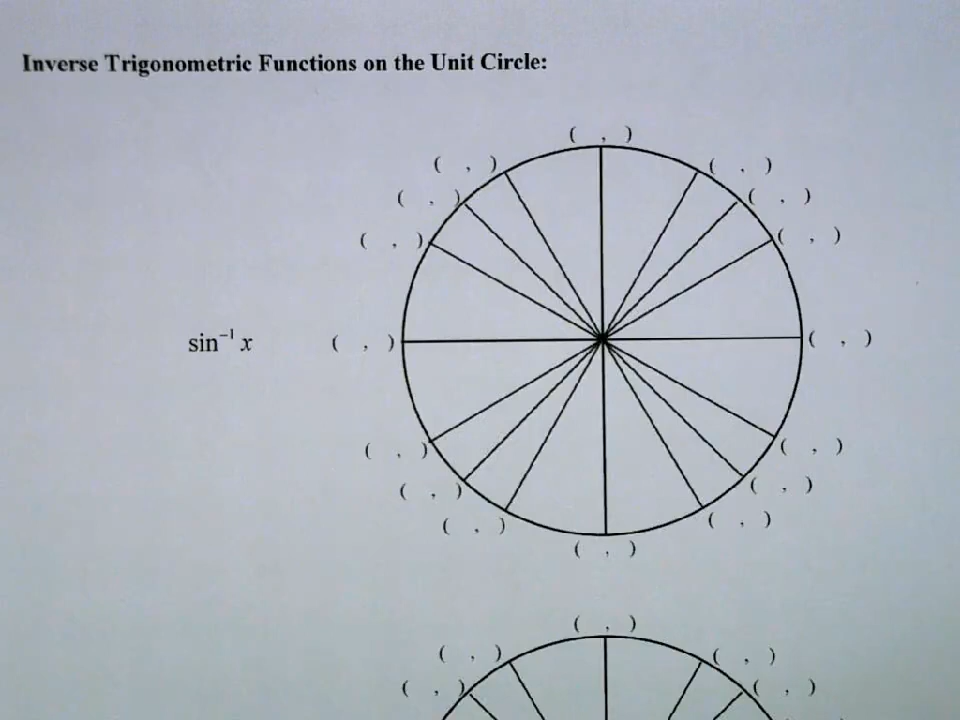 Inverse Trigonometric Functions on the Unit Circle:
( , )
( , ) ( , )
( , ) ( , )
( , ) ( , )
sin⁻¹ x ( , ) ( , )
( , ) ( , )
( , ) ( , )
( , ) ( , )
( , )
( , )
( , ) ( , )
( , ) ( , )